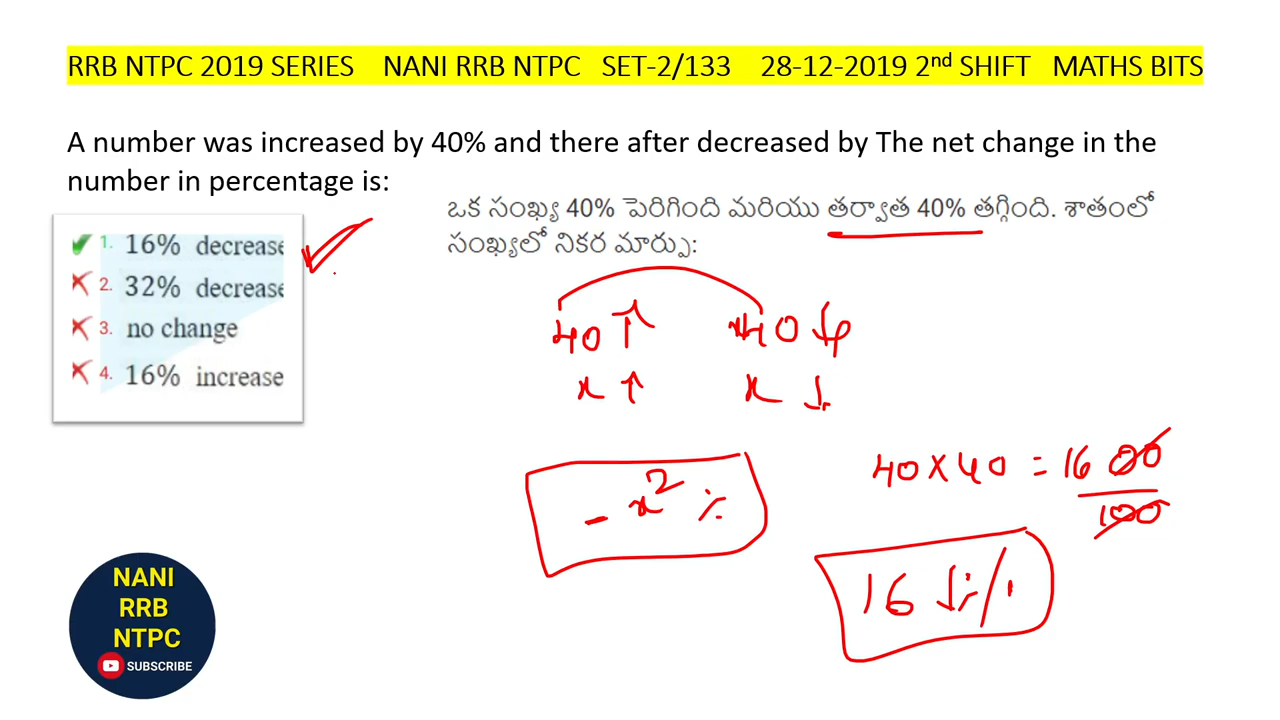 RRB NTPC 2019 SERIES NANI RRB NTPC SET-2/133 28-12-2019 2nd SHIFT MATHS BITS
A number was increased by 40% and there after decreased by The net change in the
number in percentage is:
ఒక సంఖ్య 40% పెరిగింది మరియు తర్వాత 40% తగ్గింది. శాతంలో
సంఖ్యలో నికర మార్పు:
1. 16% decrease
2. 32% decrease
3. no change
4. 16% increase
40 ↑ 40 ↓
x ↑ x ↓
40 × 40 = 1600
100
- x² %
16 ↓ %
NANI
RRB
NTPC
SUBSCRIBE